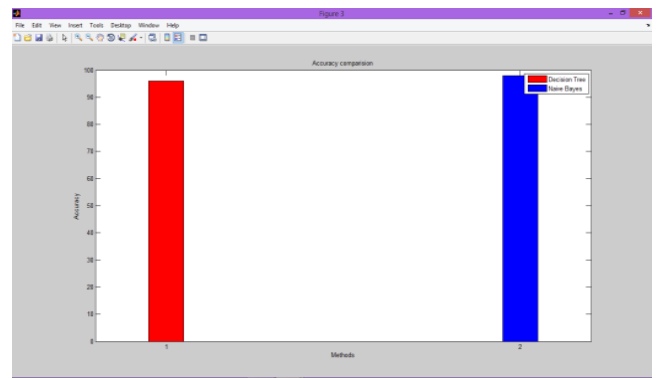 Figure 3
File Edit View Insert Tools Desktop Window Help
Accuracy comparision
100
90
80
70
60
50
40
30
20
10
0
Accuracy
1
2
Methods
Decision Tree
Naive Bayes